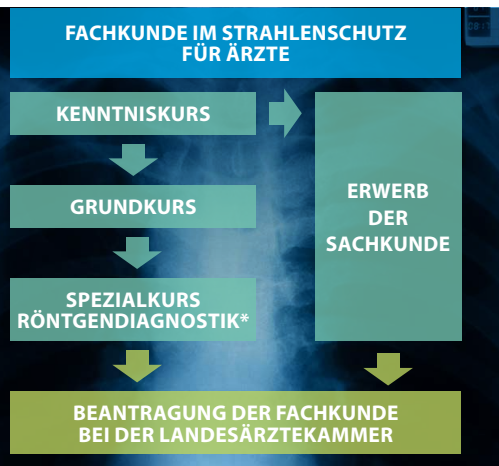 FACHKUNDE IM STRAHLENSCHUTZ
FÜR ÄRZTE
KENNTNISKURS
GRUNDKURS
SPEZIALKURS
RÖNTGENDIAGNOSTIK*
ERWERB
DER
SACHKUNDE
BEANTRAGUNG DER FACHKUNDE
BEI DER LANDESÄRZTEKAMMER